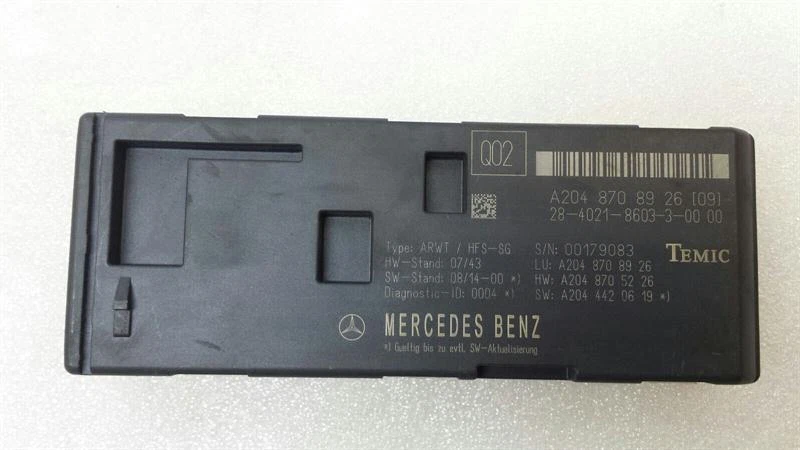 Q02
A204 870 89 26 [09]
28-4021-8603-3-00 00
Type: ARWT / HFS-SG
S/N: 00179083
TEMIC
HW-Stand: 07/43
LU: A204 870 89 26
SW-Stand: 08/14-00 *)
HW: A204 870 52 26
Diagnostic-ID: 0004 *)
SW: A204 442 06 19 *)
MERCEDES BENZ
*) Gueltig bis zu evtl. SW-Aktualisierung